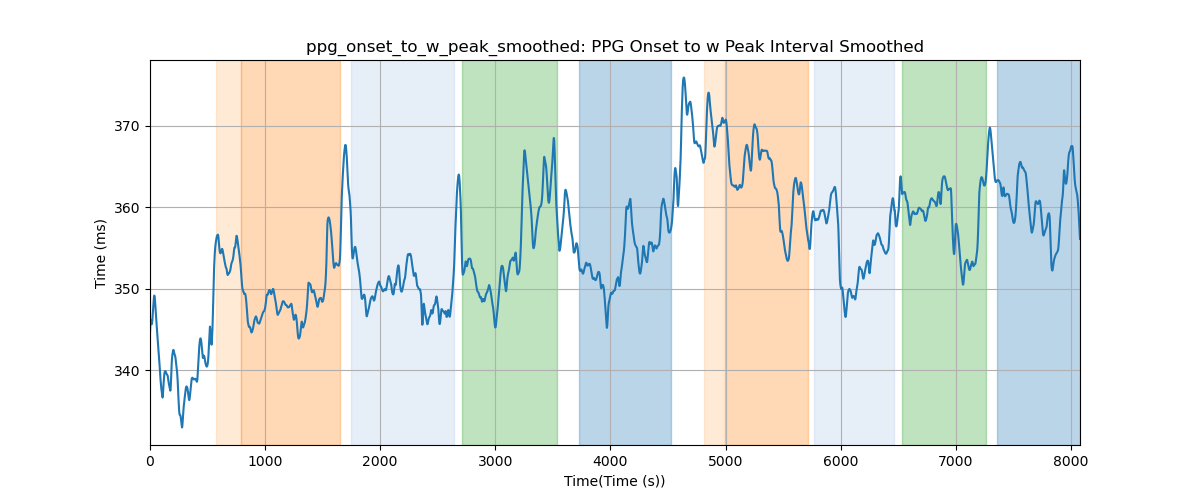 ppg_onset_to_w_peak_smoothed: PPG Onset to w Peak Interval Smoothed
Time (ms)
370
360
350
340
0 1000 2000 3000 4000 5000 6000 7000 8000
Time(Time (s))